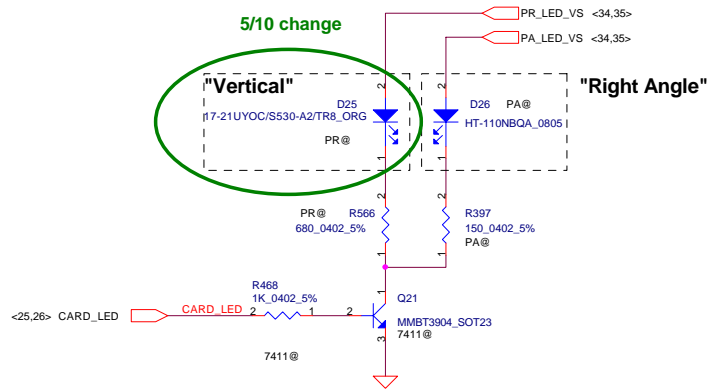 5/10 change
PR_LED_VS <34,35>
PA_LED_VS <34,35>
"Vertical"
"Right Angle"
2
2
D25
17-21UYOC/S530-A2/TR8_ORG
PR@
D26
PA@
HT-110NBQA_0805
1
1
2
2
PR@
R566
680_0402_5%
R397
150_0402_5%
PA@
1
1
R468
1K_0402_5%
<25,26> CARD_LED
CARD_LED
2
1
2
1
Q21
MMBT3904_SOT23
7411@
3
7411@